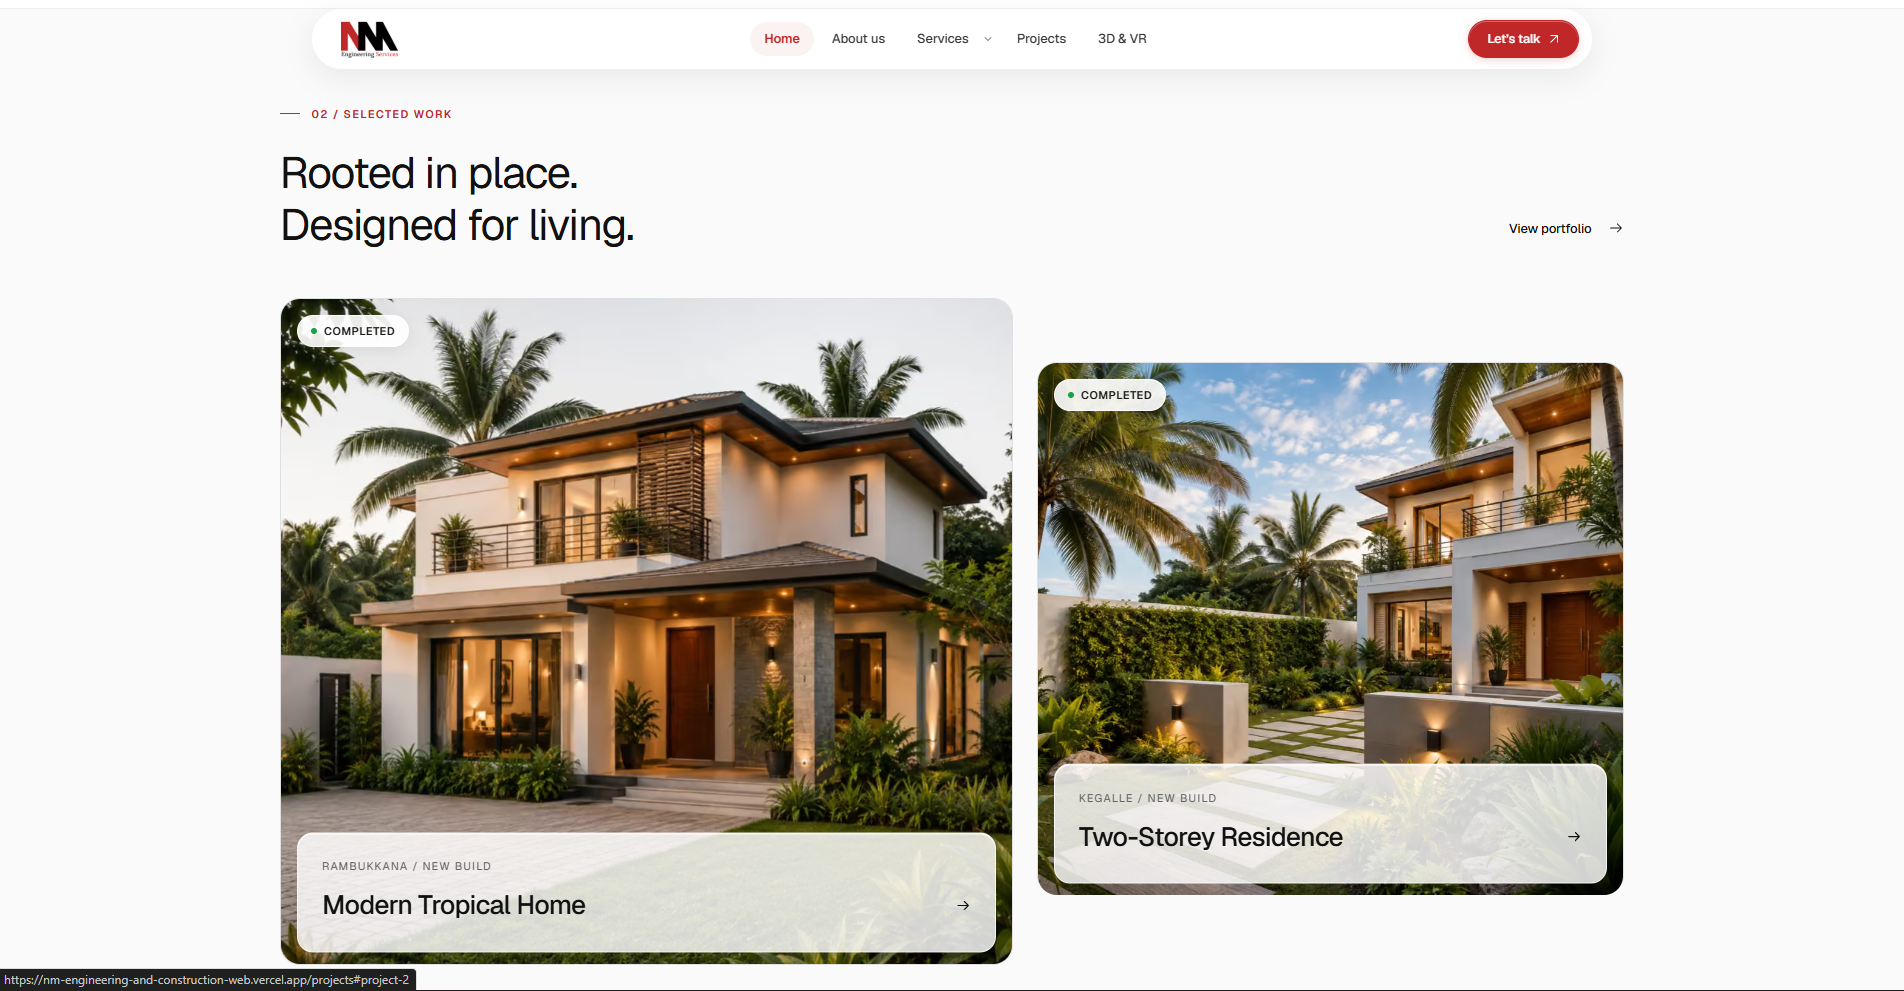 NM
Engineering Services
Home
About us
Services
Projects
3D & VR
Let's talk
02 / SELECTED WORK
Rooted in place.
Designed for living.
View portfolio
COMPLETED
RAMBUKKANA / NEW BUILD
Modern Tropical Home
COMPLETED
KEGALLE / NEW BUILD
Two-Storey Residence
https://nm-engineering-and-construction-web.vercel.app/projects#project-2